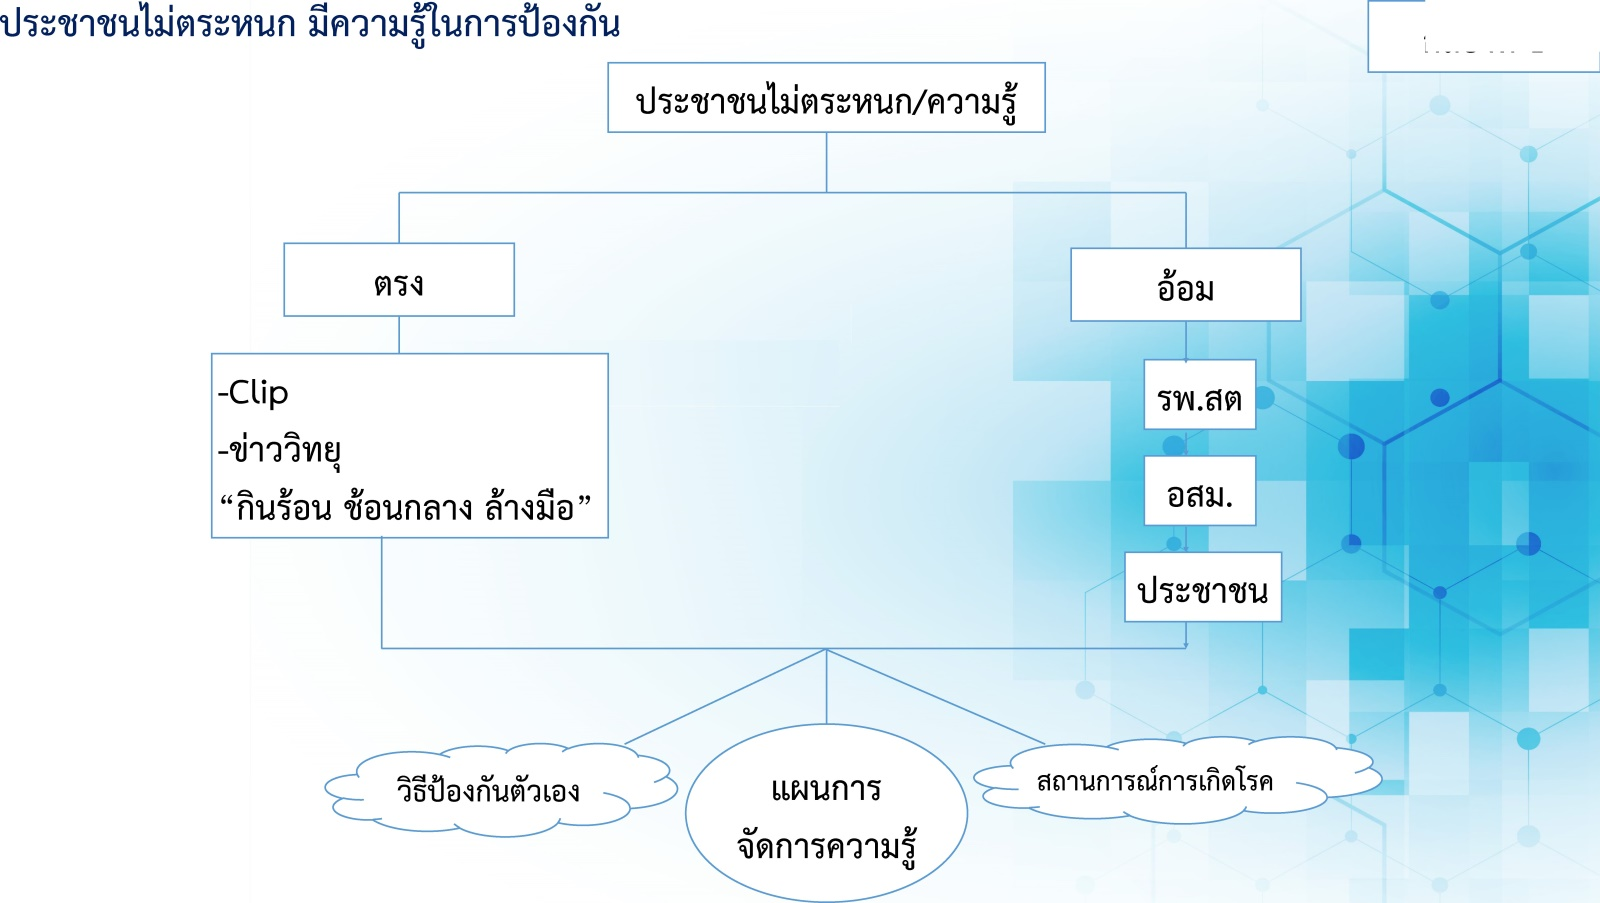 ประชาชนไม่ตระหนก มีความรู้ในการป้องกัน
ประชาชนไม่ตระหนก/ความรู้
ตรง
อ้อม
-Clip
-ข่าววิทยุ
“กินร้อน ช้อนกลาง ล้างมือ”
รพ.สต
อสม.
ประชาชน
วิธีป้องกันตัวเอง
แผนการ
จัดการความรู้
สถานการณ์การเกิดโรค